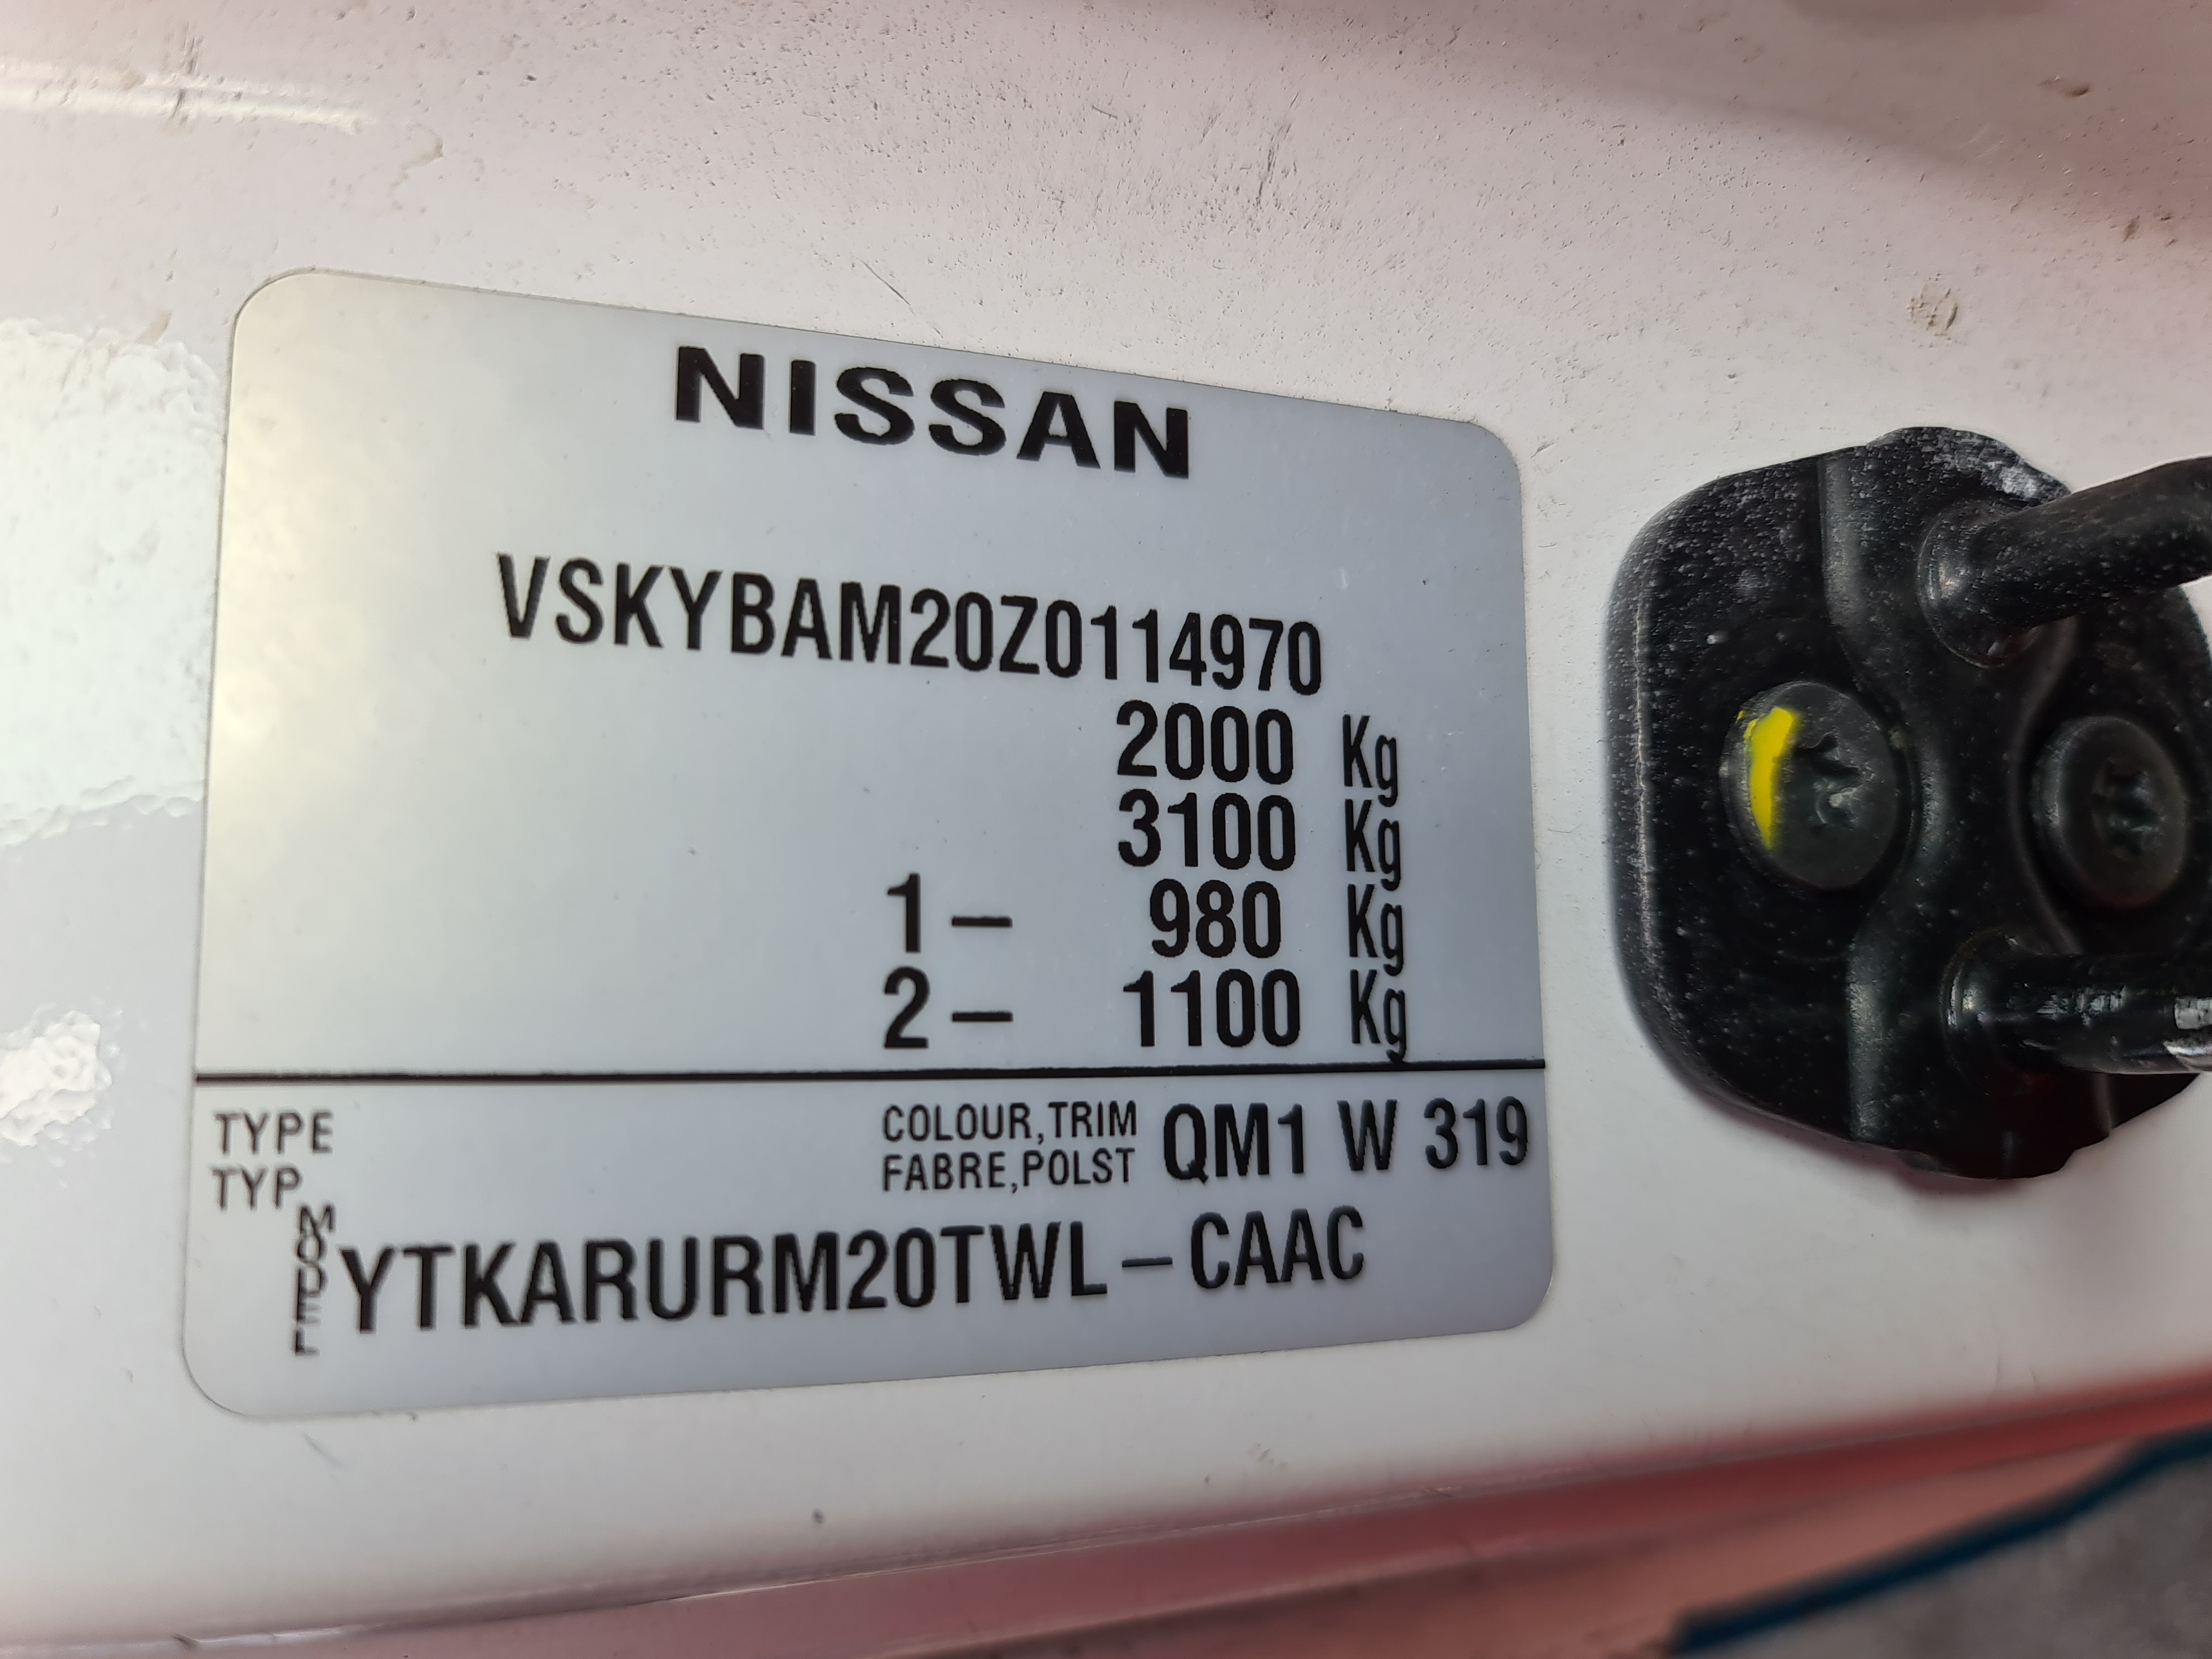 NISSAN
VSKYBAM20Z0114970
2000 Kg
3100 Kg
1 – 980 Kg
2 – 1100 Kg
TYPE
TYP
COLOUR,TRIM
FABRE,POLST
QM1 W 319
MODEL
YTKARURM20TWL – CAAC